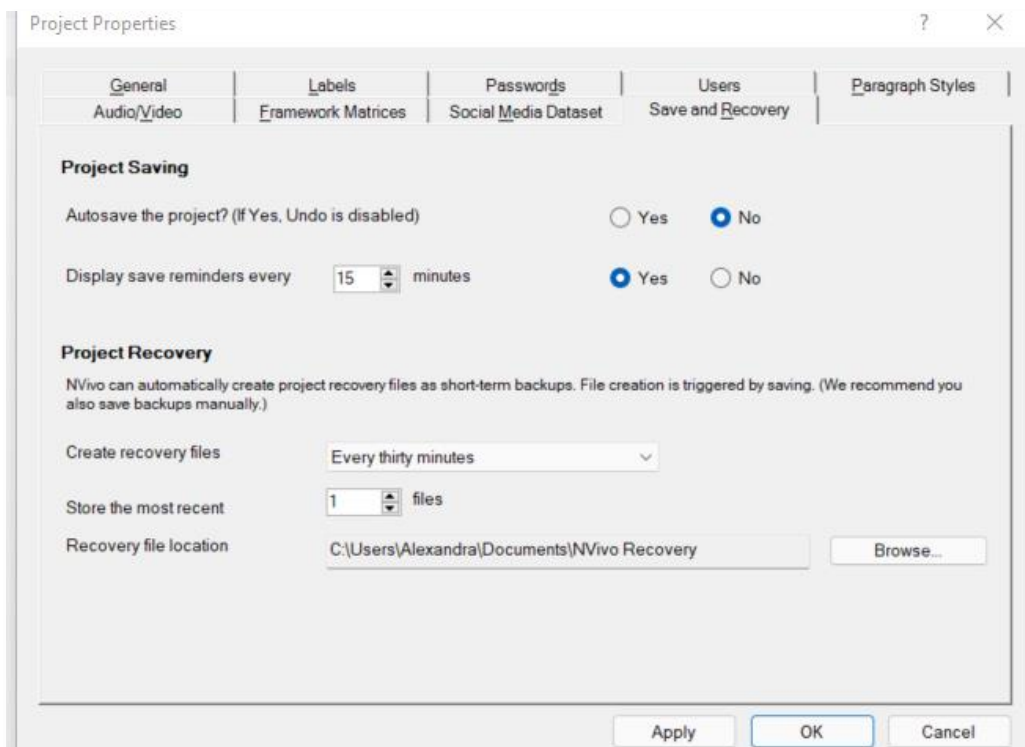 Project Properties
General Labels Passwords Users Paragraph Styles
Audio/Video Framework Matrices Social Media Dataset Save and Recovery
Project Saving
Autosave the project? (If Yes, Undo is disabled) Yes No
Display save reminders every 15 minutes Yes No
Project Recovery
NVivo can automatically create project recovery files as short-term backups. File creation is triggered by saving. (We recommend you
also save backups manually.)
Create recovery files Every thirty minutes
Store the most recent 1 files
Recovery file location C:\Users\Alexandra\Documents\NVivo Recovery Browse...
Apply OK Cancel